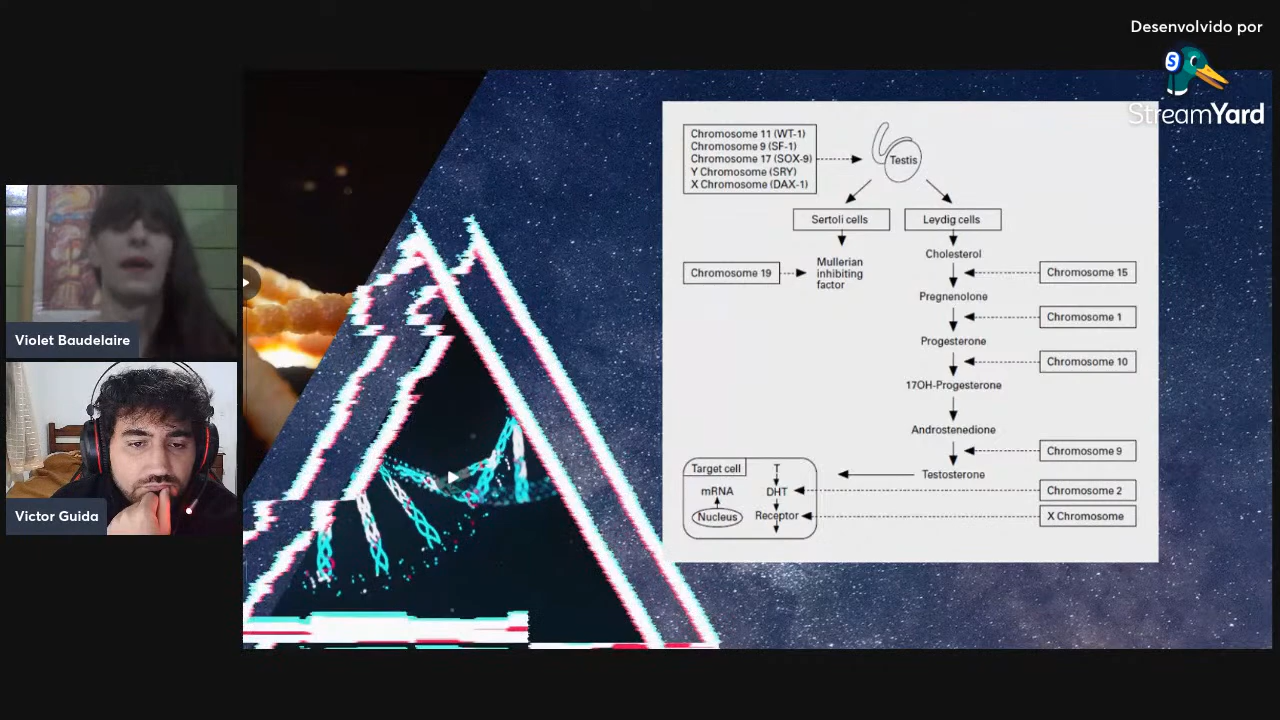 Desenvolvido por
S
StreamYard
Violet Baudelaire
Victor Guida
Chromosome 11 (WT-1)
Chromosome 9 (SF-1)
Chromosome 17 (SOX-9)
Y Chromosome (SRY)
X Chromosome (DAX-1)
Testis
Sertoli cells
Leydig cells
Chromosome 19
Mullerian
inhibiting
factor
Cholesterol
Chromosome 15
Pregnenolone
Chromosome 1
Progesterone
Chromosome 10
17OH-Progesterone
Androstenedione
Chromosome 9
Testosterone
Target cell
T
mRNA
DHT
Chromosome 2
Nucleus
Receptor
X Chromosome